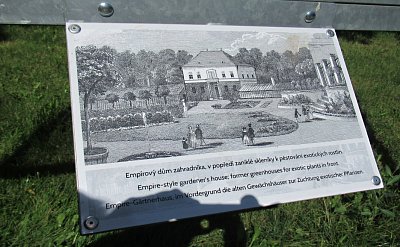 Empírový dům zahradníka, v popředí zaniklé skleníky k pěstování exotických rostlin.
Empire-style gardener's house; former greenhouses for exotic plants in front.
Empire-Gärtnerhaus; im Vordergrund die alten Gewächshäuser zur Züchtung exotischer Pflanzen.